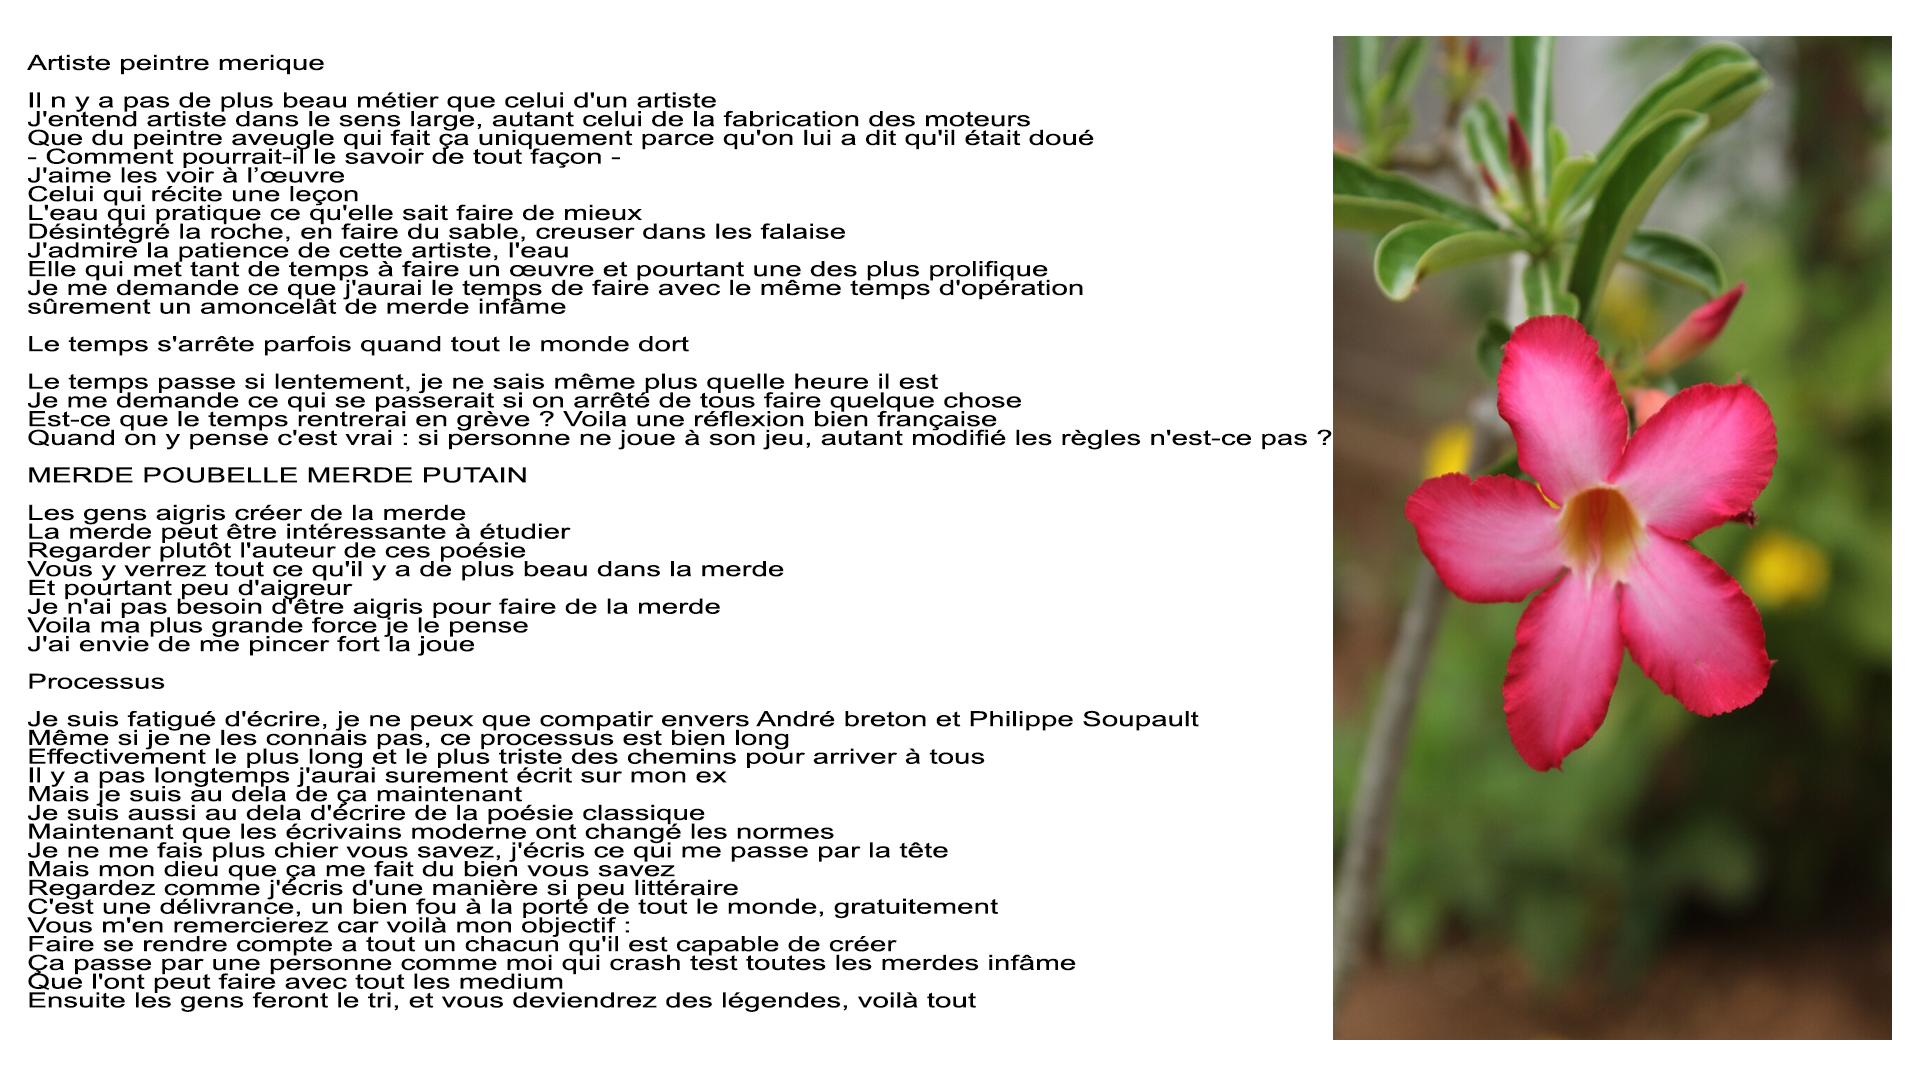 Artiste peintre merique
Il n y a pas de plus beau métier que celui d'un artiste
J'entend artiste dans le sens large, autant celui de la fabrication des moteurs
Que du peintre aveugle qui fait ça uniquement parce qu'on lui a dit qu'il était doué
- Comment pourrait-il le savoir de tout façon -
J'aime les voir à l’œuvre
Celui qui récite une leçon
L'eau qui pratique ce qu'elle sait faire de mieux
Désintégré la roche, en faire du sable, creuser dans les falaise
J'admire la patience de cette artiste, l'eau
Elle qui met tant de temps à faire un œuvre et pourtant une des plus prolifique
Je me demande ce que j'aurai le temps de faire avec le même temps d'opération
sûrement un amoncelât de merde infâme
Le temps s'arrête parfois quand tout le monde dort
Le temps passe si lentement, je ne sais même plus quelle heure il est
Je me demande ce qui se passerait si on arrêté de tous faire quelque chose
Est-ce que le temps rentrerai en grève ? Voila une réflexion bien française
Quand on y pense c'est vrai : si personne ne joue à son jeu, autant modifié les règles n'est-ce pas ?
MERDE POUBELLE MERDE PUTAIN
Les gens aigris créer de la merde
La merde peut être intéressante à étudier
Regarder plutôt l'auteur de ces poésie
Vous y verrez tout ce qu'il y a de plus beau dans la merde
Et pourtant peu d'aigreur
Je n'ai pas besoin d'être aigris pour faire de la merde
Voila ma plus grande force je le pense
J'ai envie de me pincer fort la joue
Processus
Je suis fatigué d'écrire, je ne peux que compatir envers André breton et Philippe Soupault
Même si je ne les connais pas, ce processus est bien long
Effectivement le plus long et le plus triste des chemins pour arriver à tous
Il y a pas longtemps j'aurai surement écrit sur mon ex
Mais je suis au dela de ça maintenant
Je suis aussi au dela d'écrire de la poésie classique
Maintenant que les écrivains moderne ont changé les normes
Je ne me fais plus chier vous savez, j'écris ce qui me passe par la tête
Mais mon dieu que ça me fait du bien vous savez
Regardez comme j'écris d'une manière si peu littéraire
C'est une délivrance, un bien fou à la porté de tout le monde, gratuitement
Vous m'en remercierez car voilà mon objectif :
Faire se rendre compte a tout un chacun qu'il est capable de créer
Ça passe par une personne comme moi qui crash test toutes les merdes infâme
Que l'ont peut faire avec tout les medium
Ensuite les gens feront le tri, et vous deviendrez des légendes, voilà tout